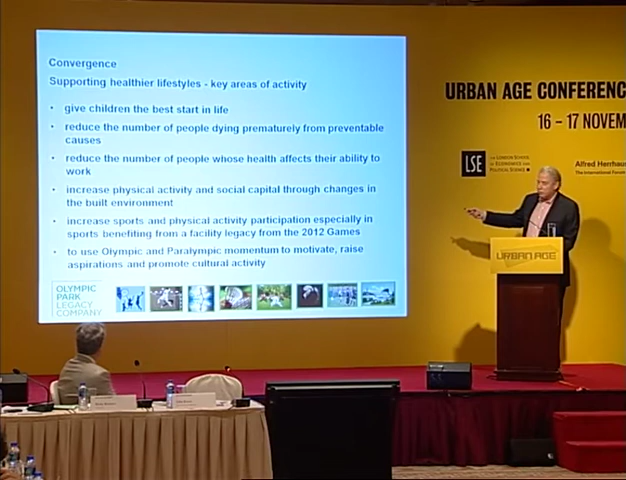 Convergence
Supporting healthier lifestyles - key areas of activity
• give children the best start in life
• reduce the number of people dying prematurely from preventable
causes
• reduce the number of people whose health affects their ability to
work
• increase physical activity and social capital through changes in
the built environment
• increase sports and physical activity participation especially in
sports benefiting from a facility legacy from the 2012 Games
• to use Olympic and Paralympic momentum to motivate, raise
aspirations and promote cultural activity
OLYMPIC
PARK
LEGACY
COMPANY
URBAN AGE CONFERENC
16 – 17 NOVEM
LSE
THE LONDON SCHOOL
OF ECONOMICS AND
POLITICAL SCIENCE
Alfred Herrhau
The International Forum
URBAN AGE